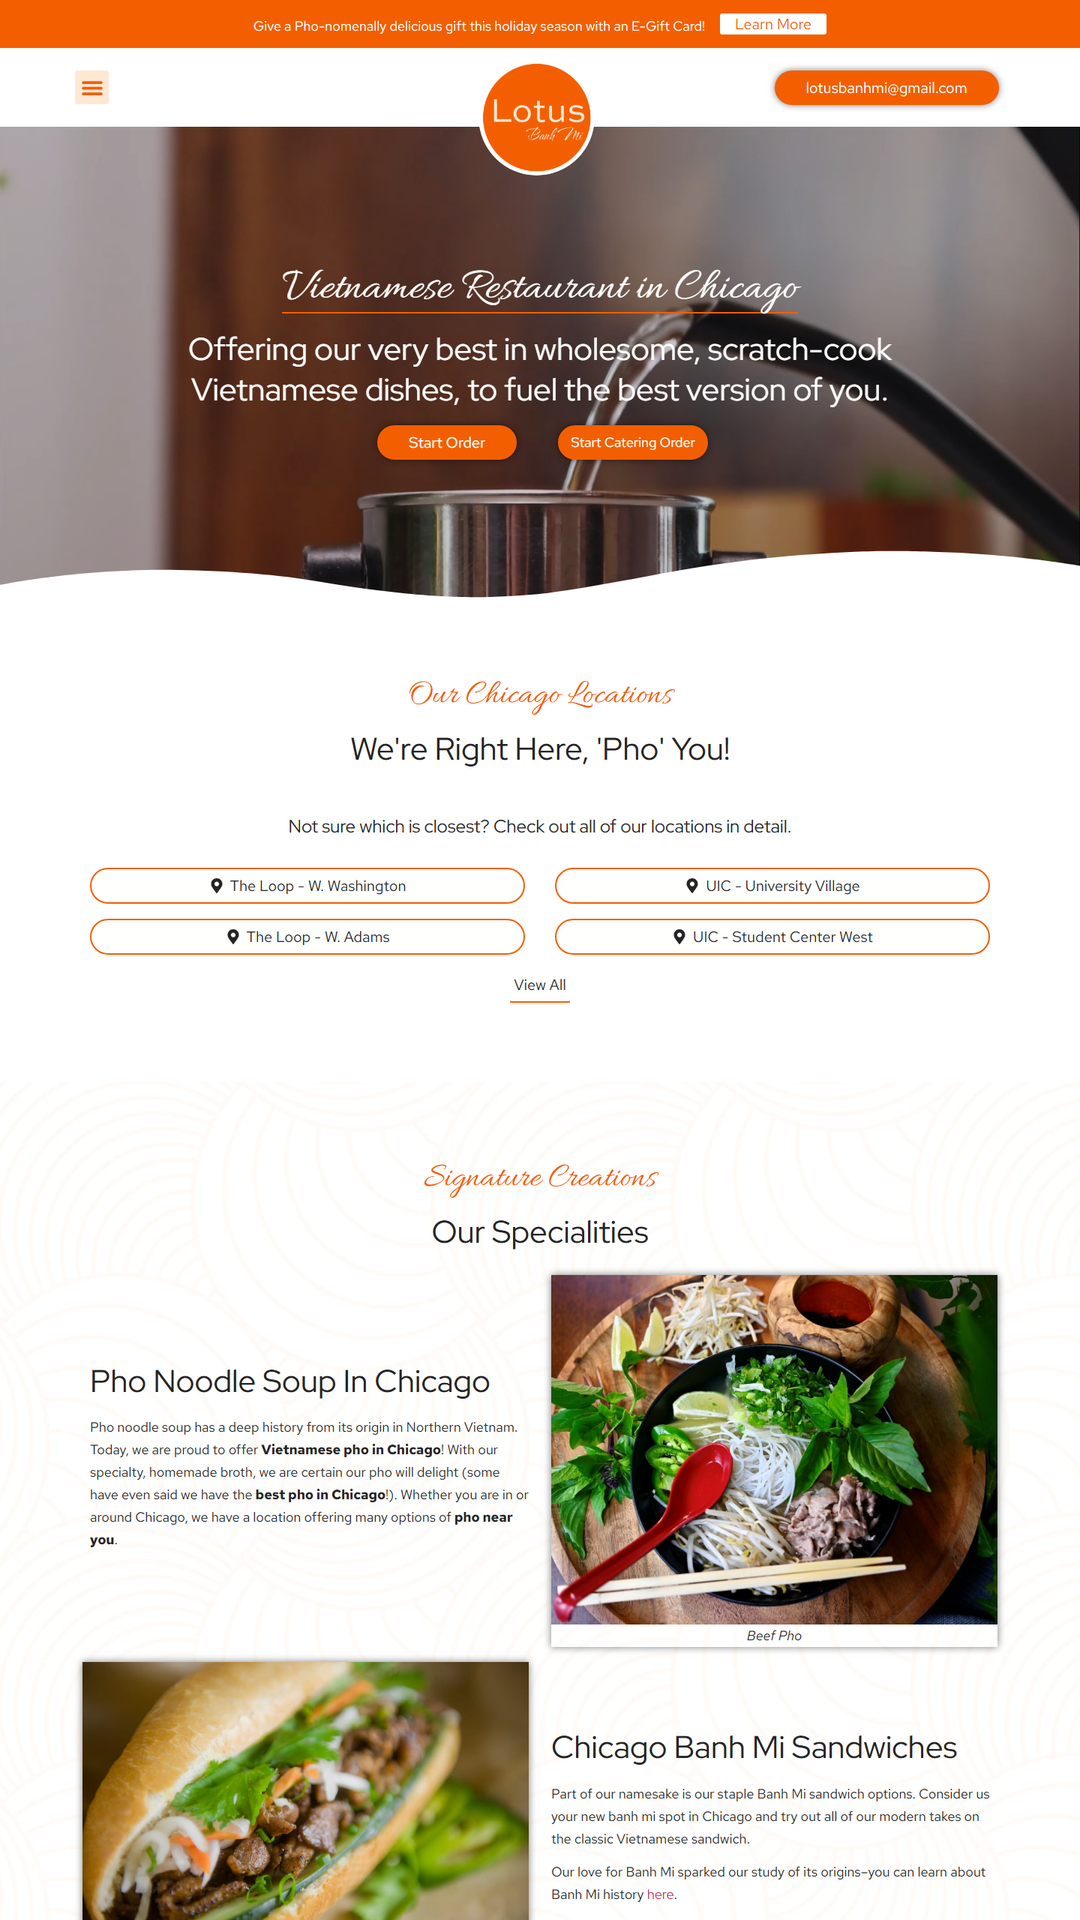 Give a Pho-nomenally delicious gift this holiday season with an E-Gift Card!
Learn More
Lotus
Banh Mi
lotusbanhmi@gmail.com
Vietnamese Restaurant in Chicago
Offering our very best in wholesome, scratch-cook
Vietnamese dishes, to fuel the best version of you.
Start Order
Start Catering Order
Our Chicago Locations
We're Right Here, 'Pho' You!
Not sure which is closest? Check out all of our locations in detail.
The Loop - W. Washington
UIC - University Village
The Loop - W. Adams
UIC - Student Center West
View All
Signature Creations
Our Specialities
Pho Noodle Soup In Chicago
Pho noodle soup has a deep history from its origin in Northern Vietnam.
Today, we are proud to offer Vietnamese pho in Chicago! With our
specialty, homemade broth, we are certain our pho will delight (some
have even said we have the best pho in Chicago!). Whether you are in or
around Chicago, we have a location offering many options of pho near
you.
Beef Pho
Chicago Banh Mi Sandwiches
Part of our namesake is our staple Banh Mi sandwich options. Consider us
your new banh mi spot in Chicago and try out all of our modern takes on
the classic Vietnamese sandwich.
Our love for Banh Mi sparked our study of its origins–you can learn about
Banh Mi history here.